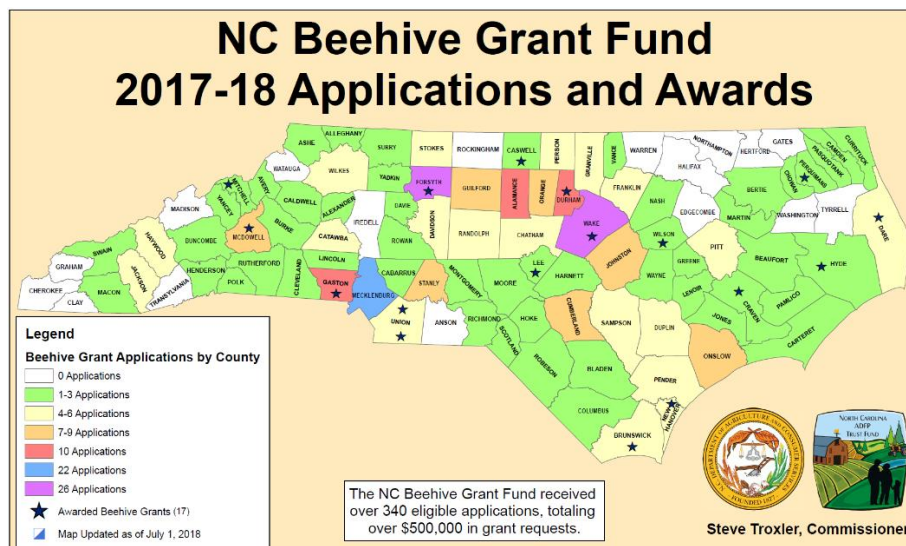 NC Beehive Grant Fund
2017-18 Applications and Awards
ALLEGHANY
ASHE
SURRY
STOKES
ROCKINGHAM
CASWELL
PERSON
GRANVILLE
VANCE
WARREN
NORTHAMPTON
GATES
HERTFORD
HALIFAX
CURRITUCK
CAMDEN
PASQUOTANK
PERQUIMANS
CHOWAN
WATAUGA
WILKES
YADKIN
FORSYTH
GUILFORD
ALAMANCE
ORANGE
DURHAM
FRANKLIN
NASH
EDGECOMBE
BERTIE
MARTIN
WASHINGTON
TYRRELL
DARE
MITCHELL
AVERY
YANCEY
CALDWELL
ALEXANDER
IREDELL
DAVIE
DAVIDSON
RANDOLPH
CHATHAM
WAKE
WILSON
PITT
BEAUFORT
HYDE
MADISON
MCDOWELL
BURKE
CATAWBA
ROWAN
LEE
JOHNSTON
GREENE
WAYNE
HAYWOOD
BUNCOMBE
SWAIN
GRAHAM
JACKSON
HENDERSON
RUTHERFORD
POLK
CLEVELAND
LINCOLN
GASTON
MECKLENBURG
CABARRUS
STANLY
MONTGOMERY
MOORE
HARNETT
LENOIR
CRAVEN
PAMLICO
CHEROKEE
CLAY
MACON
TRANSYLVANIA
UNION
ANSON
RICHMOND
SCOTLAND
HOKE
CUMBERLAND
SAMPSON
DUPLIN
JONES
CARTERET
ONSLOW
ROBESON
BLADEN
PENDER
COLUMBUS
NEW
HANOVER
BRUNSWICK
Legend
Beehive Grant Applications by County
0 Applications
1-3 Applications
4-6 Applications
7-9 Applications
10 Applications
22 Applications
26 Applications
Awarded Beehive Grants (17)
Map Updated as of July 1, 2018
The NC Beehive Grant Fund received
over 340 eligible applications, totaling
over $500,000 in grant requests.
N.C. DEPARTMENT OF AGRICULTURE AND CONSUMER SERVICES
FOUNDED 1877
NORTH CAROLINA
ADFP
TRUST FUND
Steve Troxler, Commissioner